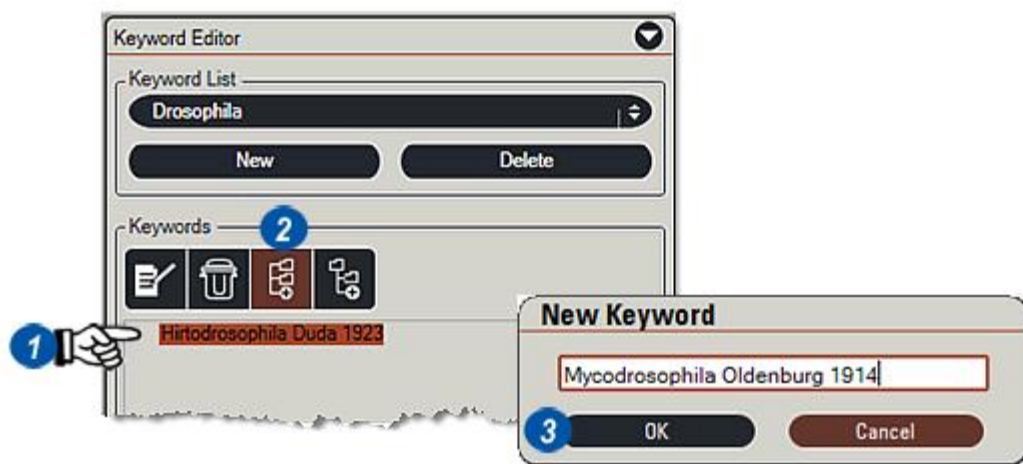 Keyword Editor
Keyword List
Drosophila
New Delete
Keywords
2
1
Hirtodrosophila Duda 1923
New Keyword
Mycodrosophila Oldenburg 1914
3
OK Cancel